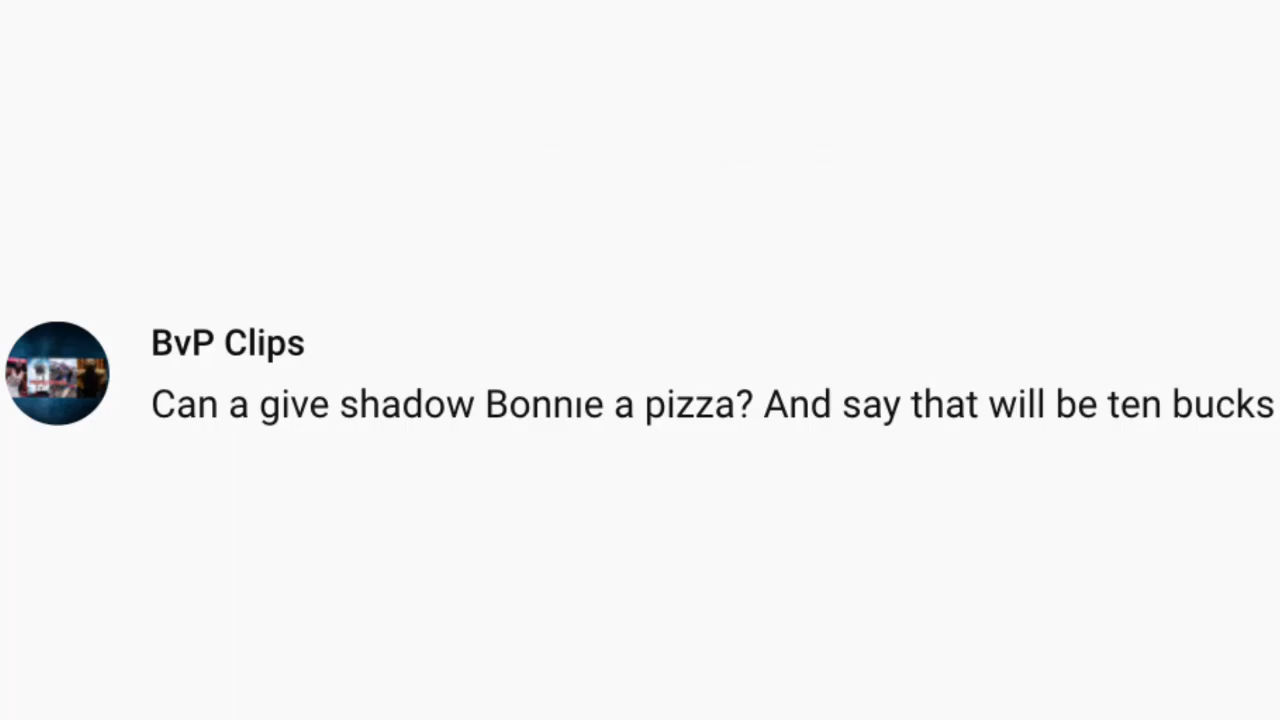 BvP Clips
Can a give shadow Bonnıe a pizza? And say that will be ten bucks